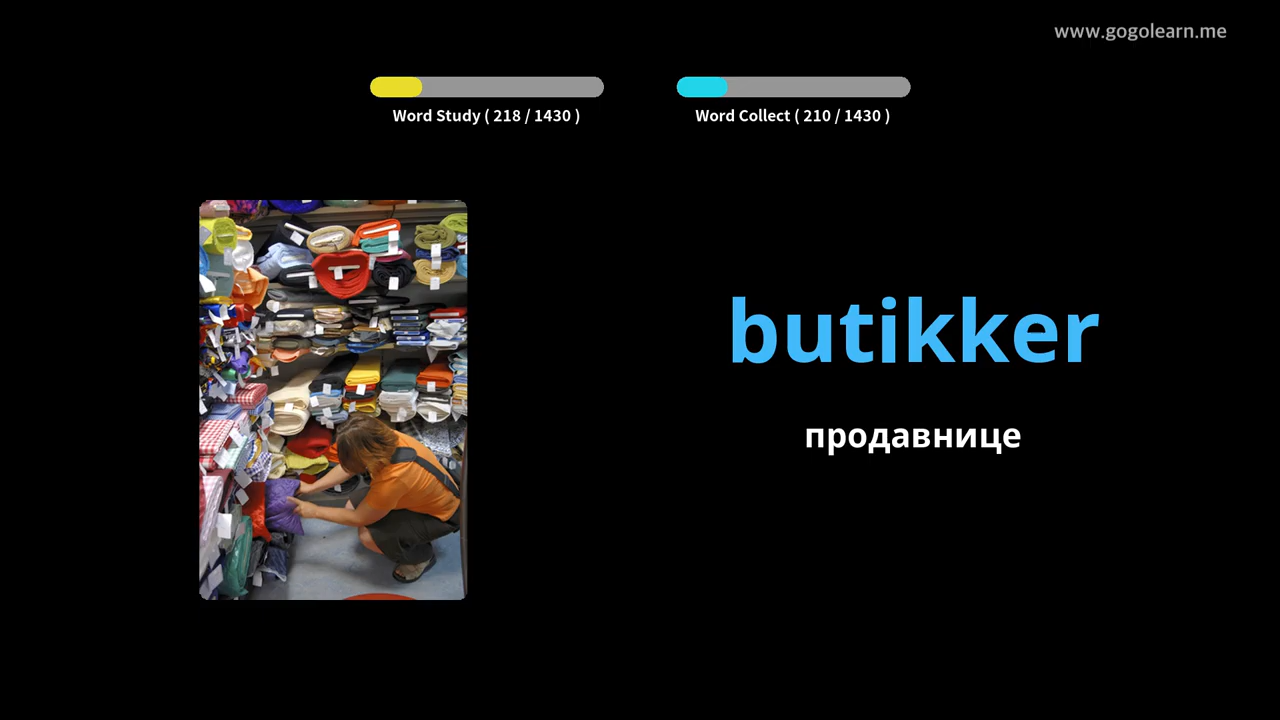 www.gogolearn.me
Word Study ( 218 / 1430 )
Word Collect ( 210 / 1430 )
butikker
продавнице